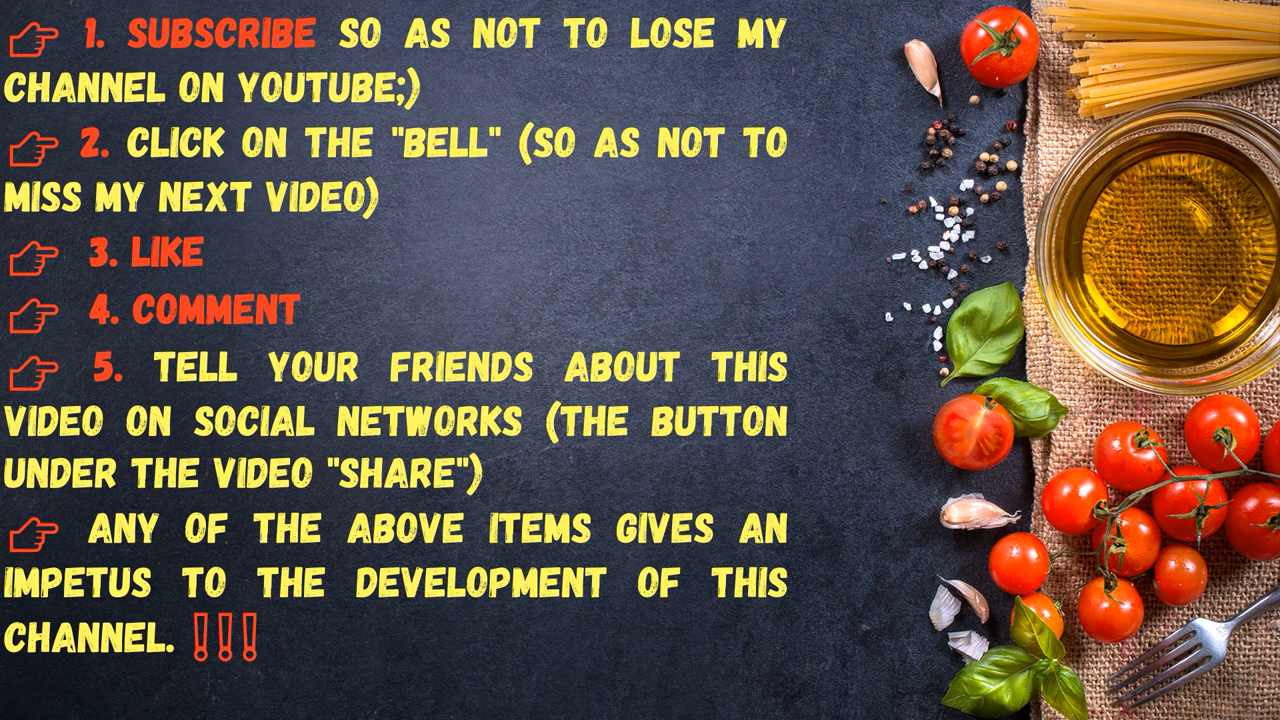 👉 1. SUBSCRIBE SO AS NOT TO LOSE MY
CHANNEL ON YOUTUBE;)
👉 2. CLICK ON THE "BELL" (SO AS NOT TO
MISS MY NEXT VIDEO)
👉 3. LIKE
👉 4. COMMENT
👉 5. TELL YOUR FRIENDS ABOUT THIS
VIDEO ON SOCIAL NETWORKS (THE BUTTON
UNDER THE VIDEO "SHARE")
👉 ANY OF THE ABOVE ITEMS GIVES AN
IMPETUS TO THE DEVELOPMENT OF THIS
CHANNEL. ❗❗❗